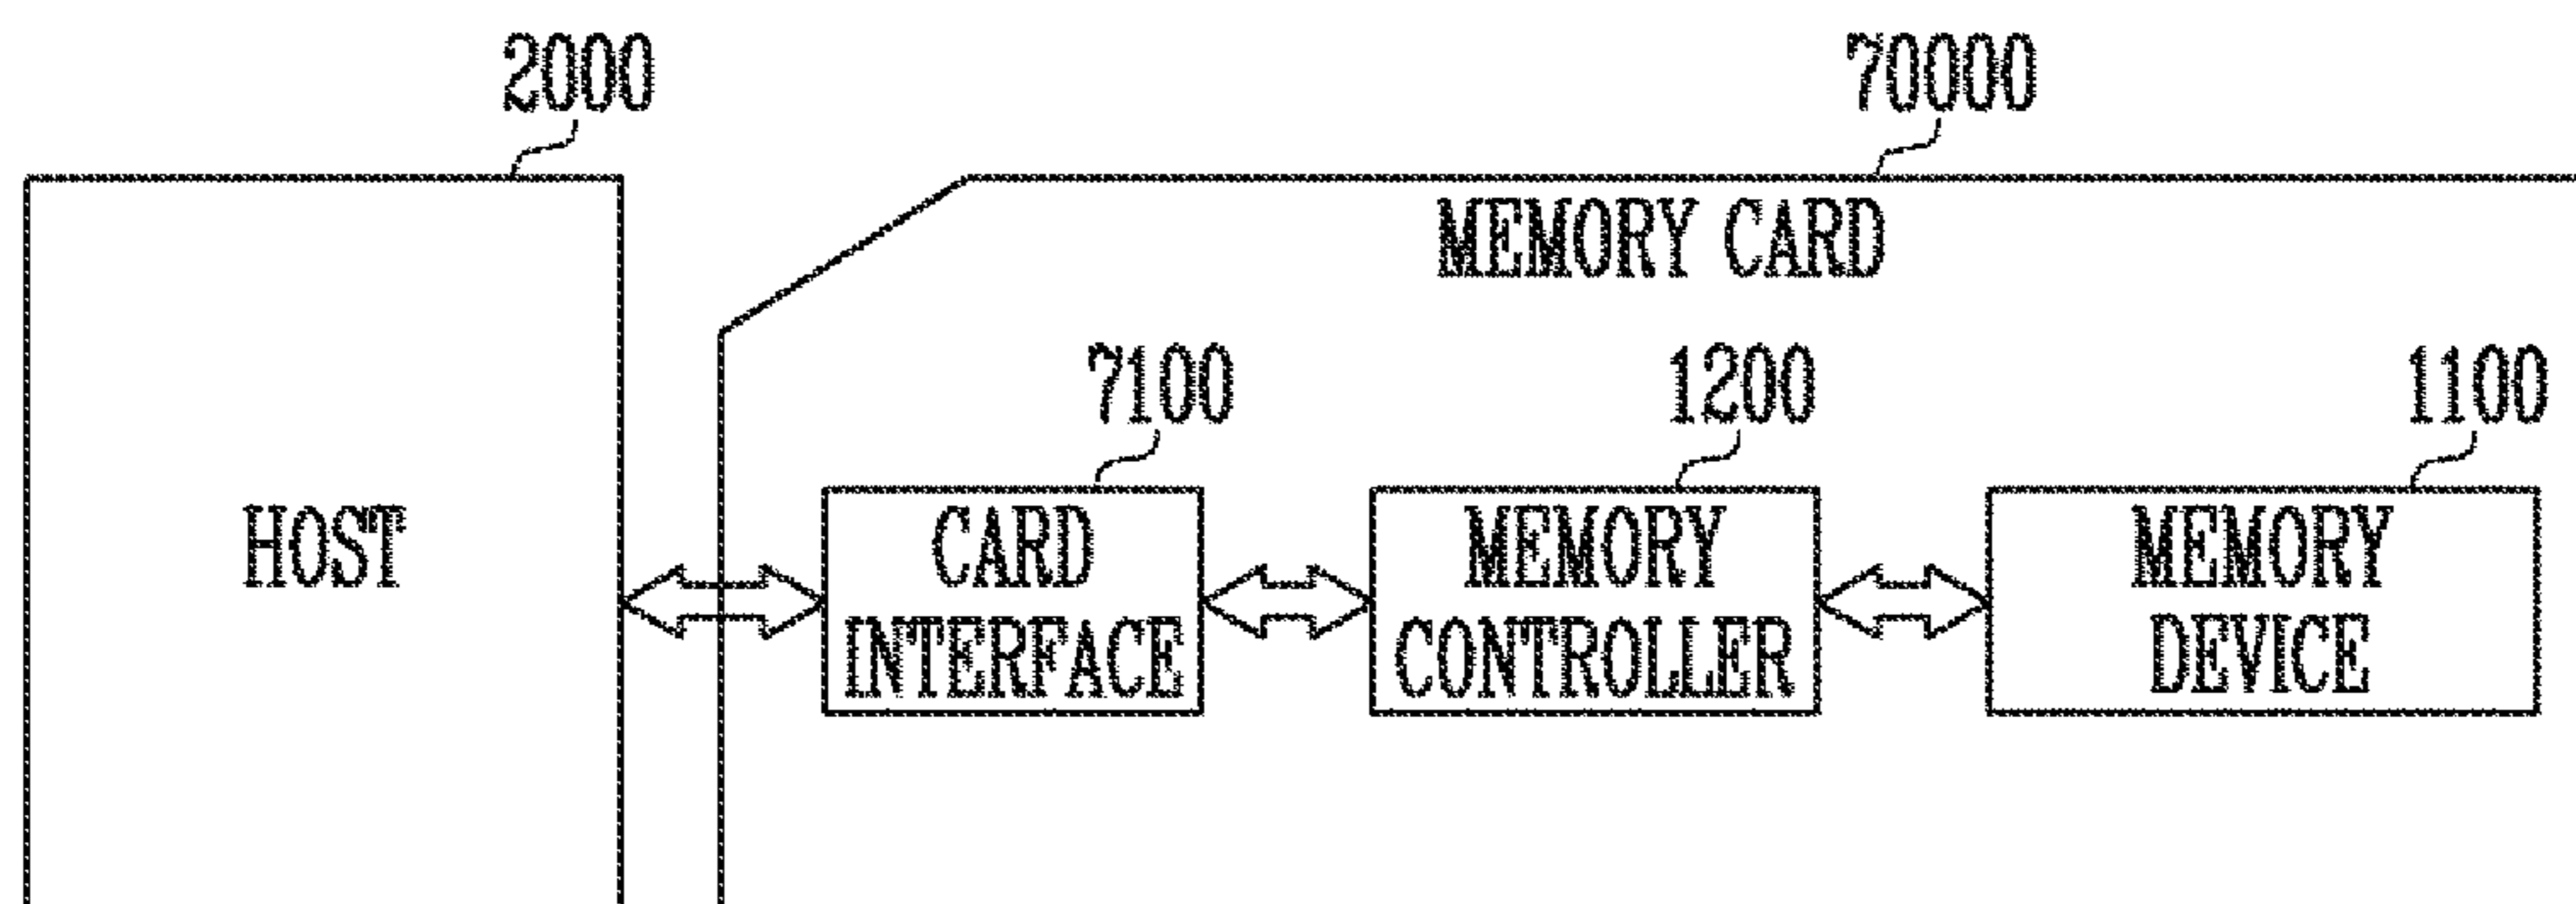 2000
70000
MEMORY CARD
7100
1200
1100
HOST
CARD
INTERFACE
MEMORY
CONTROLLER
MEMORY
DEVICE